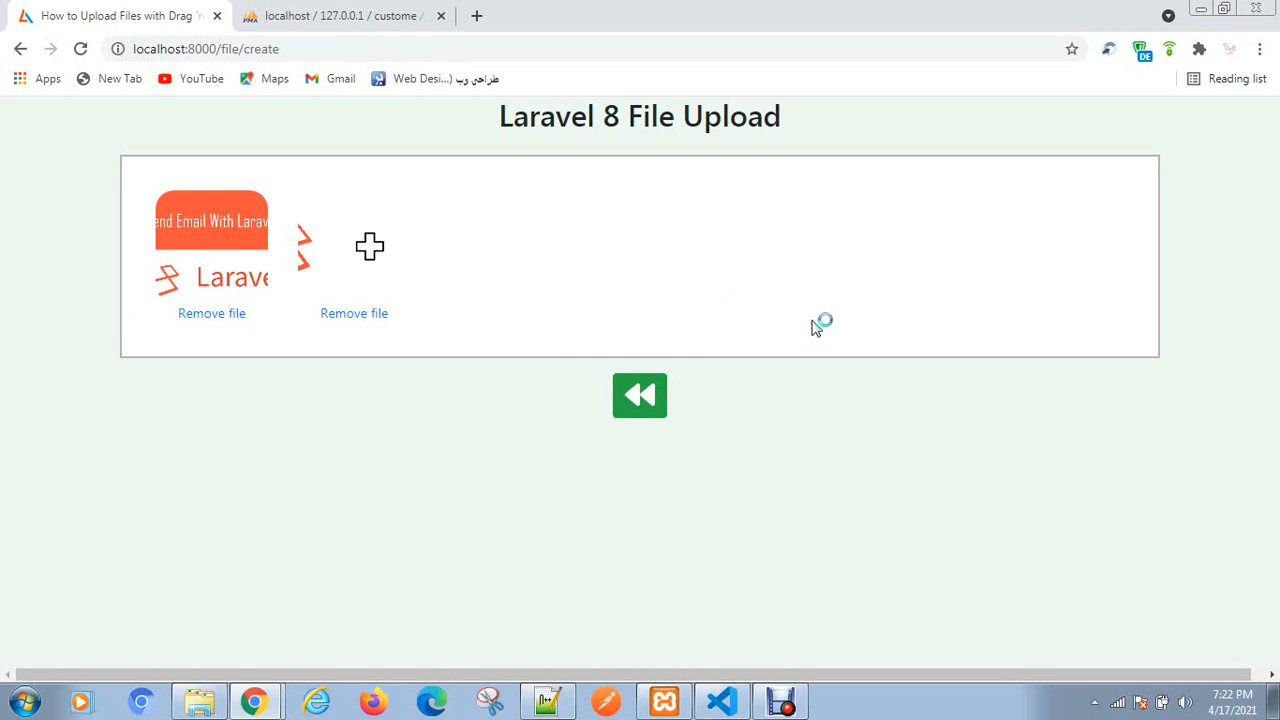 How to Upload Files with Drag 'n
localhost / 127.0.0.1 / custome /
localhost:8000/file/create
DE
Apps
New Tab
YouTube
Maps
Gmail
Web Desi...) طراحی وب
Reading list
Laravel 8 File Upload
end Email With Larav
Larave
Remove file
Remove file
7:22 PM
4/17/2021